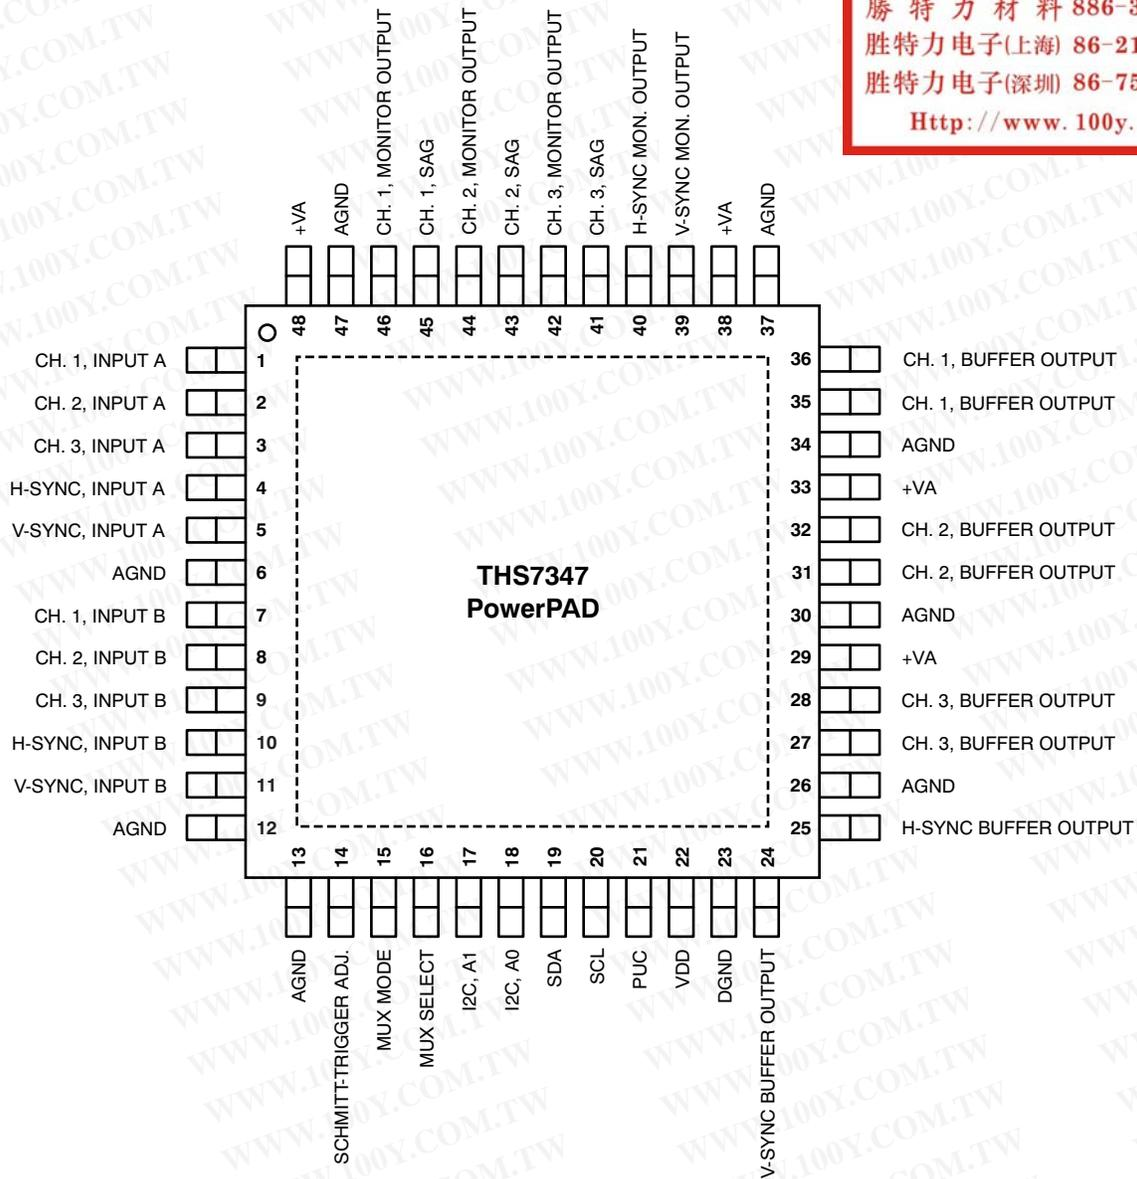 勝 特 力 材 料 886-3
胜特力电子(上海) 86-21
胜特力电子(深圳) 86-75
Http://www.100y.
+VA
AGND
CH. 1, MONITOR OUTPUT
CH. 1, SAG
CH. 2, MONITOR OUTPUT
CH. 2, SAG
CH. 3, MONITOR OUTPUT
CH. 3, SAG
H-SYNC MON. OUTPUT
V-SYNC MON. OUTPUT
+VA
AGND
48 47 46 45 44 43 42 41 40 39 38 37
CH. 1, INPUT A 1
CH. 2, INPUT A 2
CH. 3, INPUT A 3
H-SYNC, INPUT A 4
V-SYNC, INPUT A 5
AGND 6
CH. 1, INPUT B 7
CH. 2, INPUT B 8
CH. 3, INPUT B 9
H-SYNC, INPUT B 10
V-SYNC, INPUT B 11
AGND 12
THS7347
PowerPAD
36 CH. 1, BUFFER OUTPUT
35 CH. 1, BUFFER OUTPUT
34 AGND
33 +VA
32 CH. 2, BUFFER OUTPUT
31 CH. 2, BUFFER OUTPUT
30 AGND
29 +VA
28 CH. 3, BUFFER OUTPUT
27 CH. 3, BUFFER OUTPUT
26 AGND
25 H-SYNC BUFFER OUTPUT
13 14 15 16 17 18 19 20 21 22 23 24
AGND
SCHMITT-TRIGGER ADJ.
MUX MODE
MUX SELECT
I2C, A1
I2C, A0
SDA
SCL
PUC
VDD
DGND
V-SYNC BUFFER OUTPUT
WWW.100Y.COM.TW